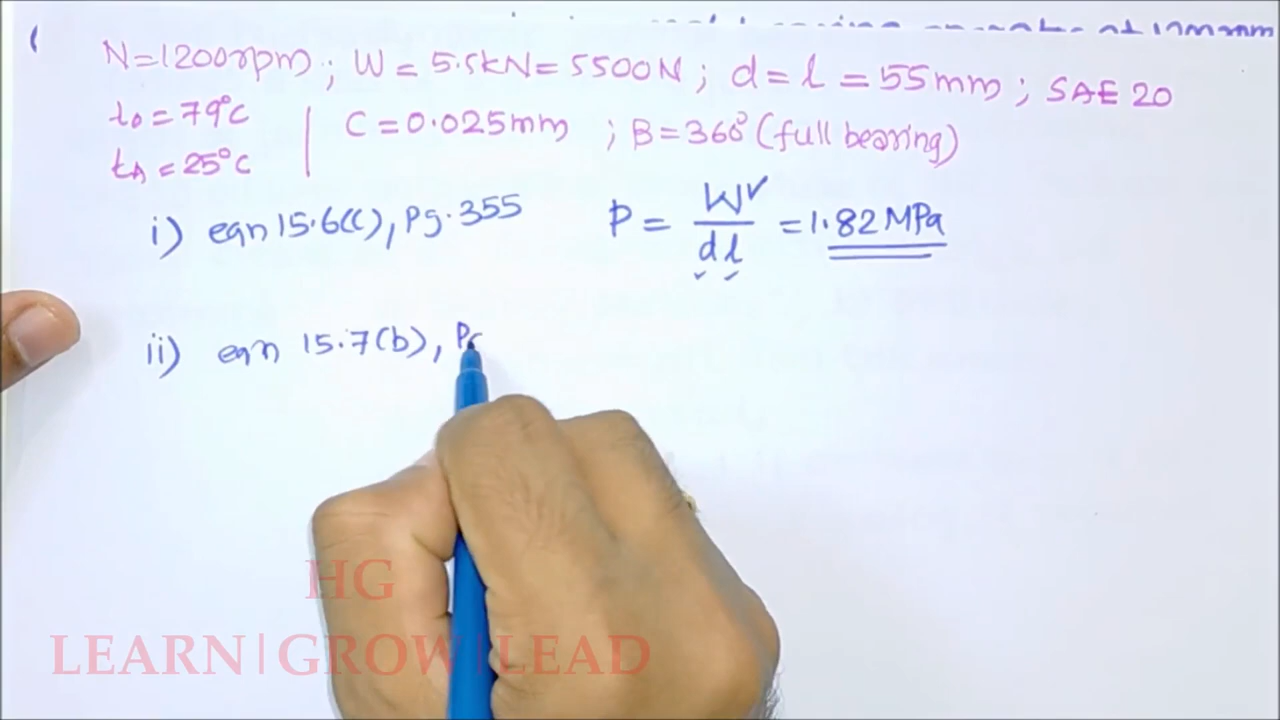 N=1200rpm ; W = 5.5kN = 5500N ; d = l = 55mm ; SAE 20
to = 79°C
C = 0.025mm ; B = 360° (full bearing)
tA = 25°C
i) eqn 15.6(c), Pg. 355 P = W/dl = 1.82 MPa
ii) eqn 15.7(b), P
HG
LEARN|GROW|LEAD